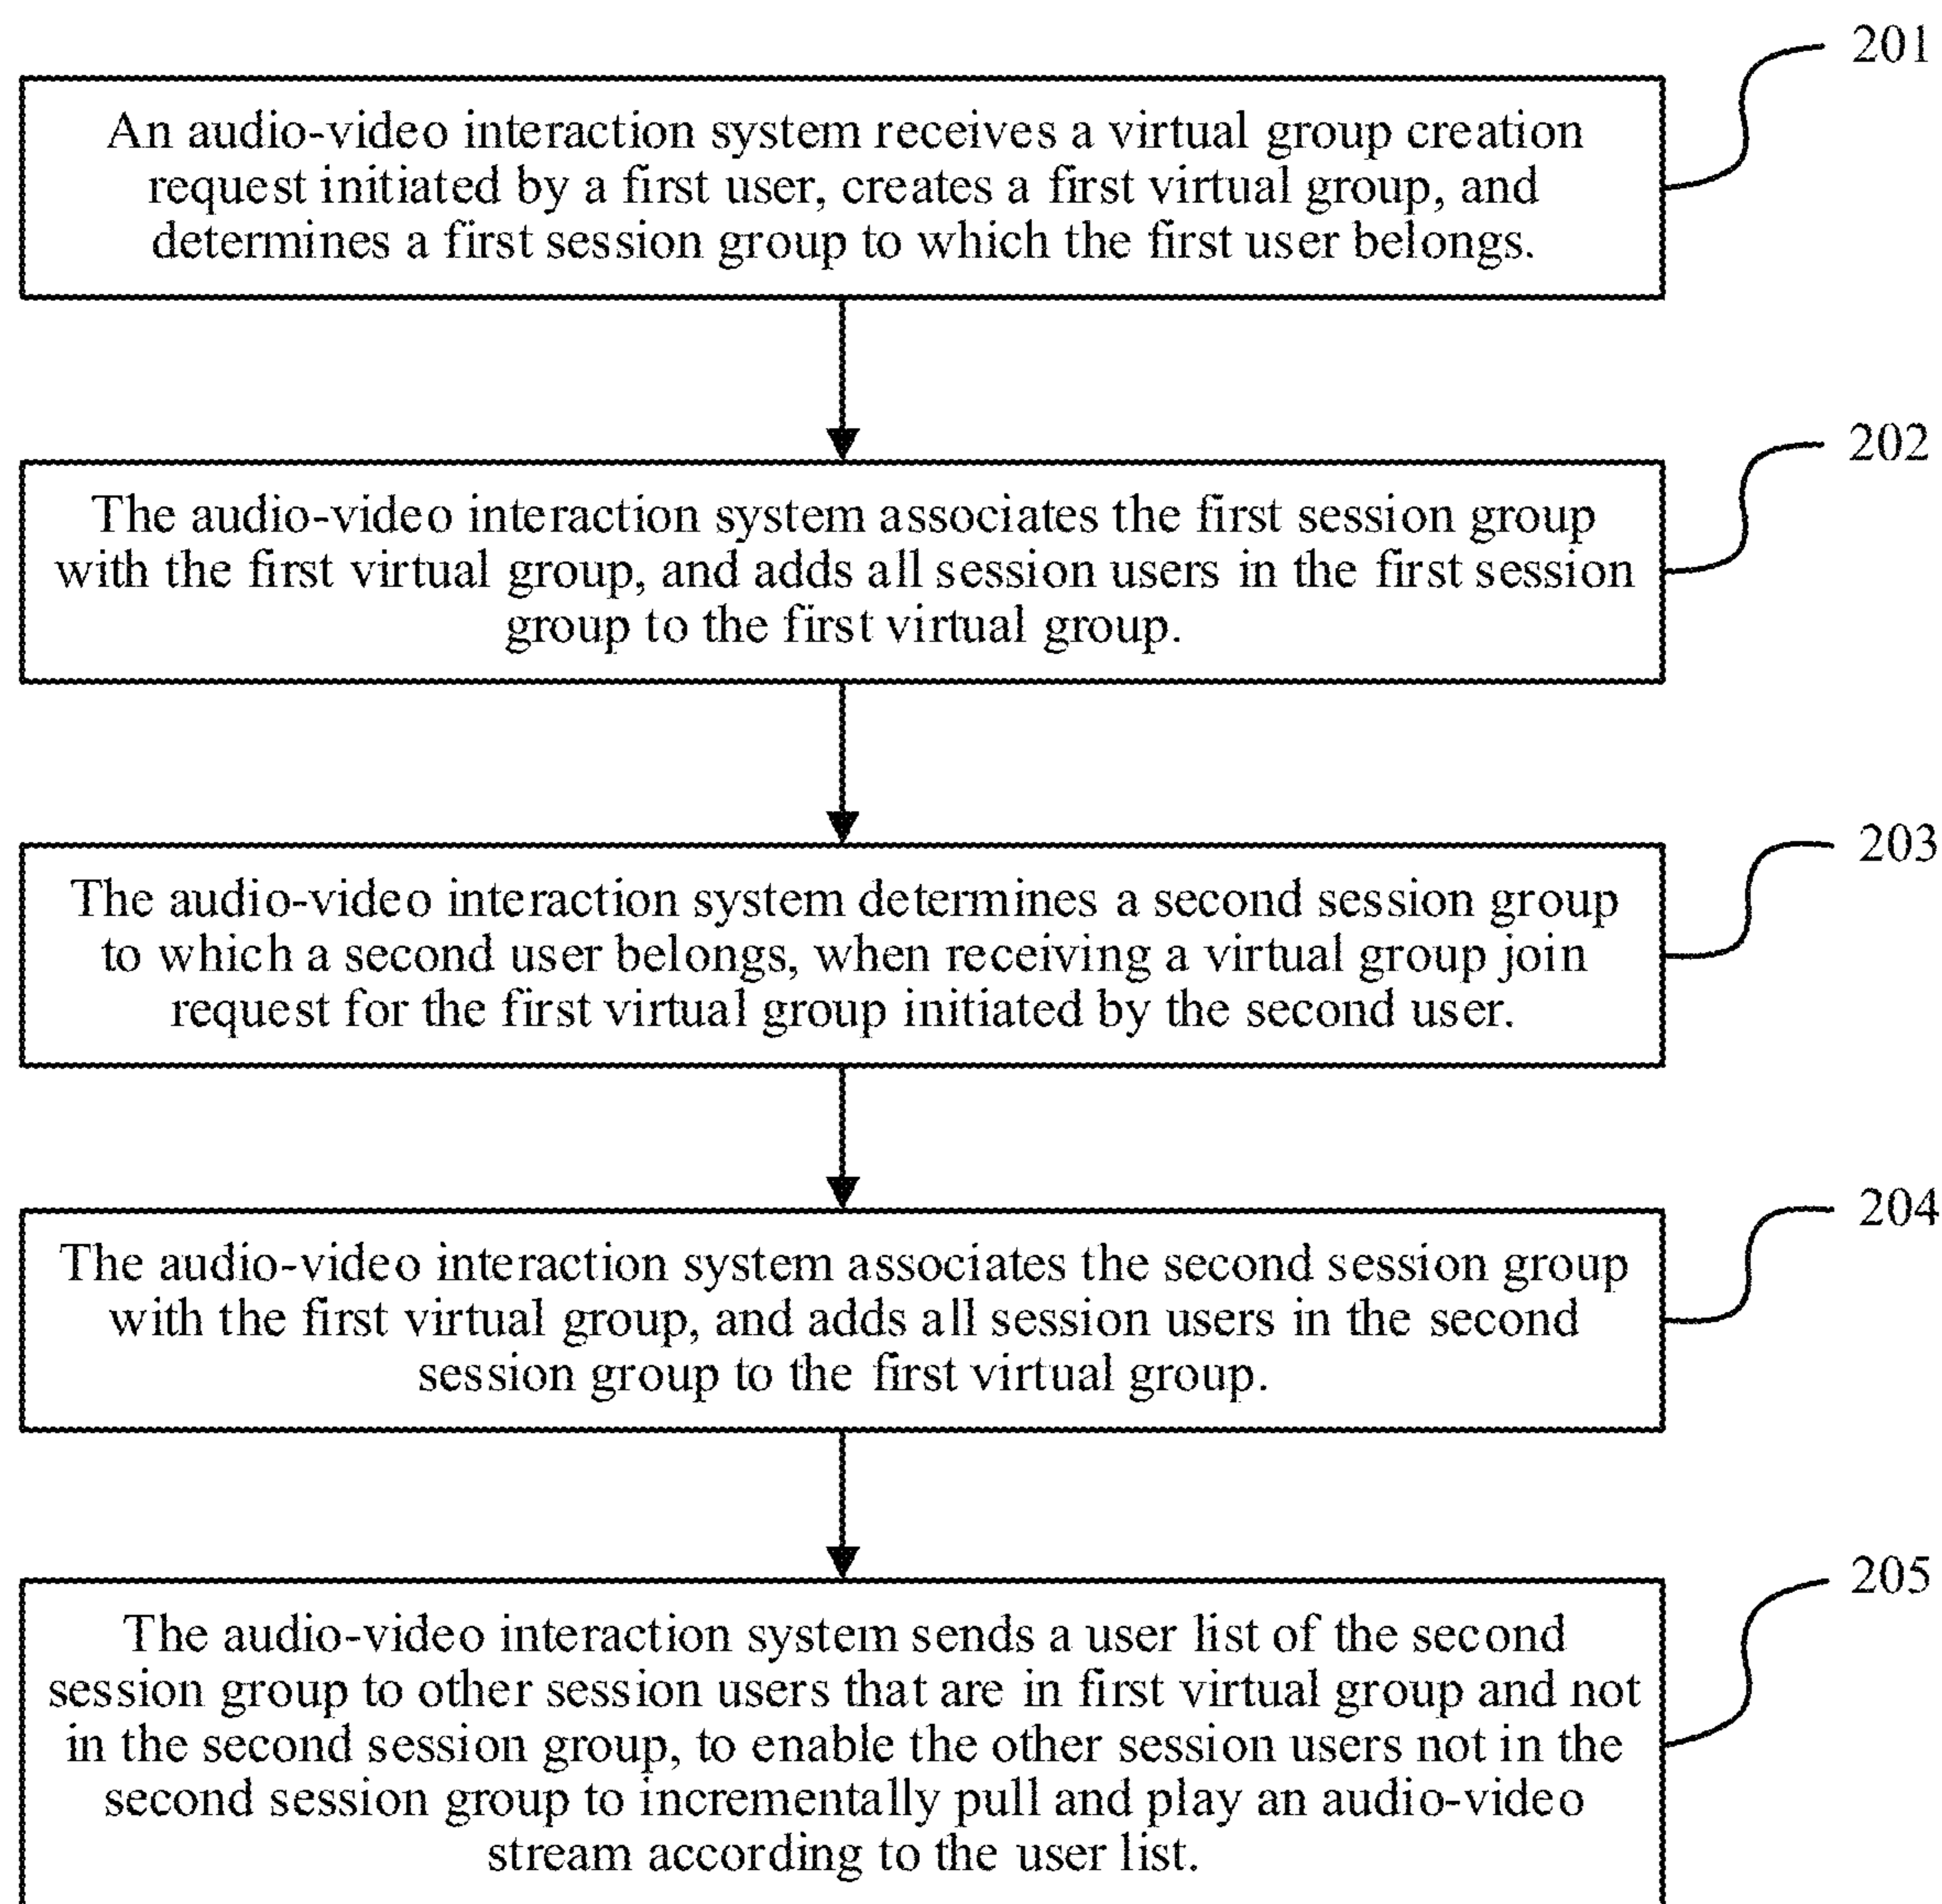 201
An audio-video interaction system receives a virtual group creation
request initiated by a first user, creates a first virtual group, and
determines a first session group to which the first user belongs.
202
The audio-video interaction system associates the first session group
with the first virtual group, and adds all session users in the first session
group to the first virtual group.
203
The audio-video interaction system determines a second session group
to which a second user belongs, when receiving a virtual group join
request for the first virtual group initiated by the second user.
204
The audio-video interaction system associates the second session group
with the first virtual group, and adds all session users in the second
session group to the first virtual group.
205
The audio-video interaction system sends a user list of the second
session group to other session users that are in first virtual group and not
in the second session group, to enable the other session users not in the
second session group to incrementally pull and play an audio-video
stream according to the user list.